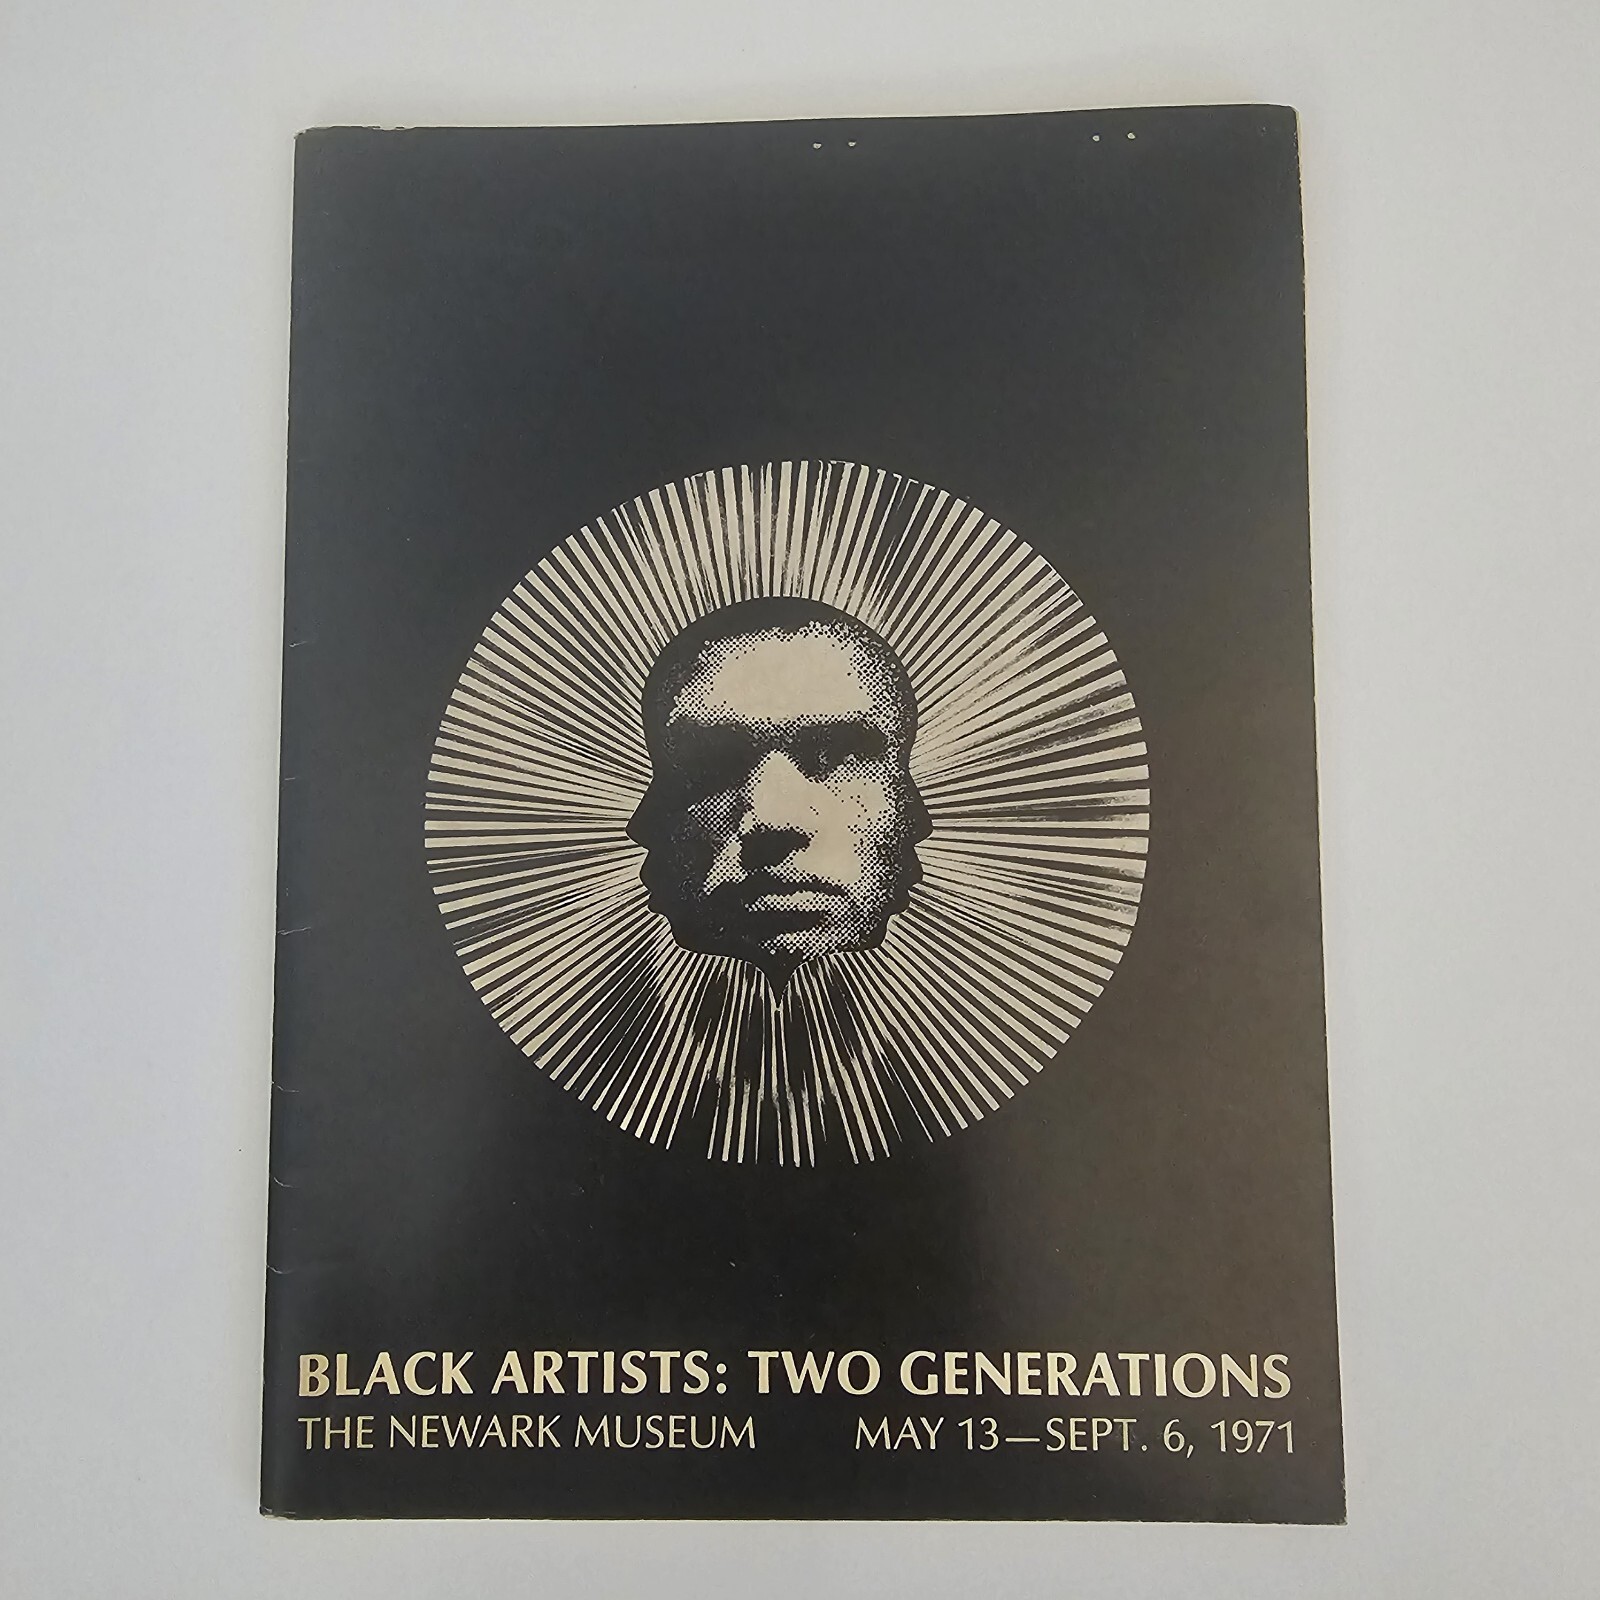 BLACK ARTISTS: TWO GENERATIONS
THE NEWARK MUSEUM MAY 13—SEPT. 6, 1971